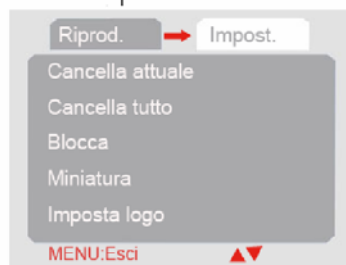 Riprod. Impost.
Cancella attuale
Cancella tutto
Blocca
Miniatura
Imposta logo
MENU:Esci